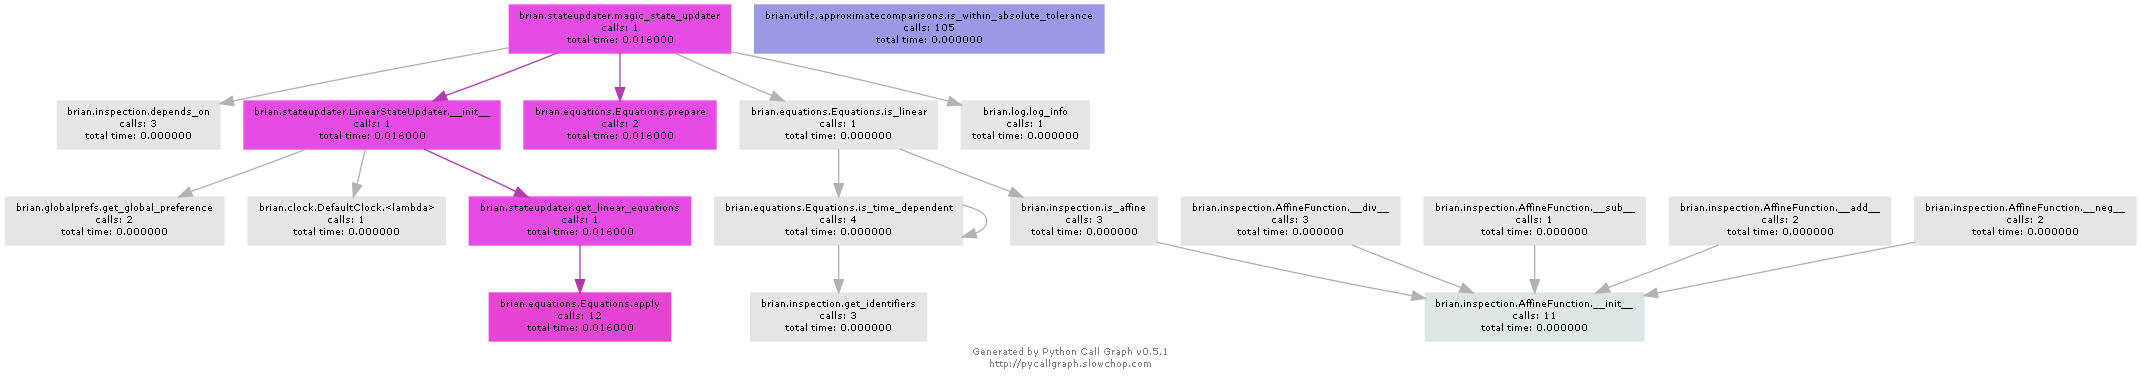 brian.stateupdater.magic_state_updater
calls: 1
total time: 0.016000
brian.utils.approximatecomparisons.is_within_absolute_tolerance
calls: 105
total time: 0.000000
brian.inspection.depends_on
calls: 3
total time: 0.000000
brian.stateupdater.LinearStateUpdater.__init__
calls: 1
total time: 0.016000
brian.equations.Equations.prepare
calls: 2
total time: 0.016000
brian.equations.Equations.is_linear
calls: 1
total time: 0.000000
brian.log.log_info
calls: 1
total time: 0.000000
brian.globalprefs.get_global_preference
calls: 2
total time: 0.000000
brian.clock.DefaultClock.<lambda>
calls: 1
total time: 0.000000
brian.stateupdater.get_linear_equations
calls: 1
total time: 0.016000
brian.equations.Equations.is_time_dependent
calls: 4
total time: 0.000000
brian.inspection.is_affine
calls: 3
total time: 0.000000
brian.inspection.AffineFunction.__div__
calls: 3
total time: 0.000000
brian.inspection.AffineFunction.__sub__
calls: 1
total time: 0.000000
brian.inspection.AffineFunction.__add__
calls: 2
total time: 0.000000
brian.inspection.AffineFunction.__neg__
calls: 2
total time: 0.000000
brian.equations.Equations.apply
calls: 12
total time: 0.016000
brian.inspection.get_identifiers
calls: 3
total time: 0.000000
brian.inspection.AffineFunction.__init__
calls: 11
total time: 0.000000
Generated by Python Call Graph v0.5.1
http://pycallgraph.slowchop.com